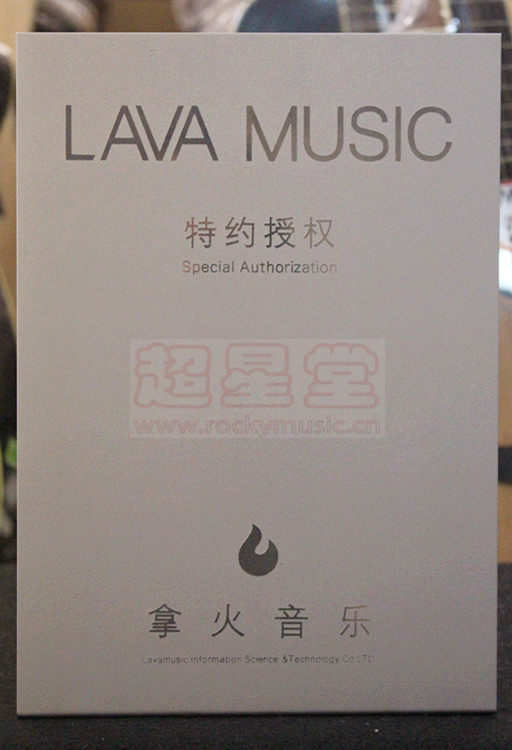 LAVA MUSIC
特约授权
Special Authorization
超星堂
www.rockymusic.cn
拿火音乐
Lavamusic Information Science &Technology Co.LTD